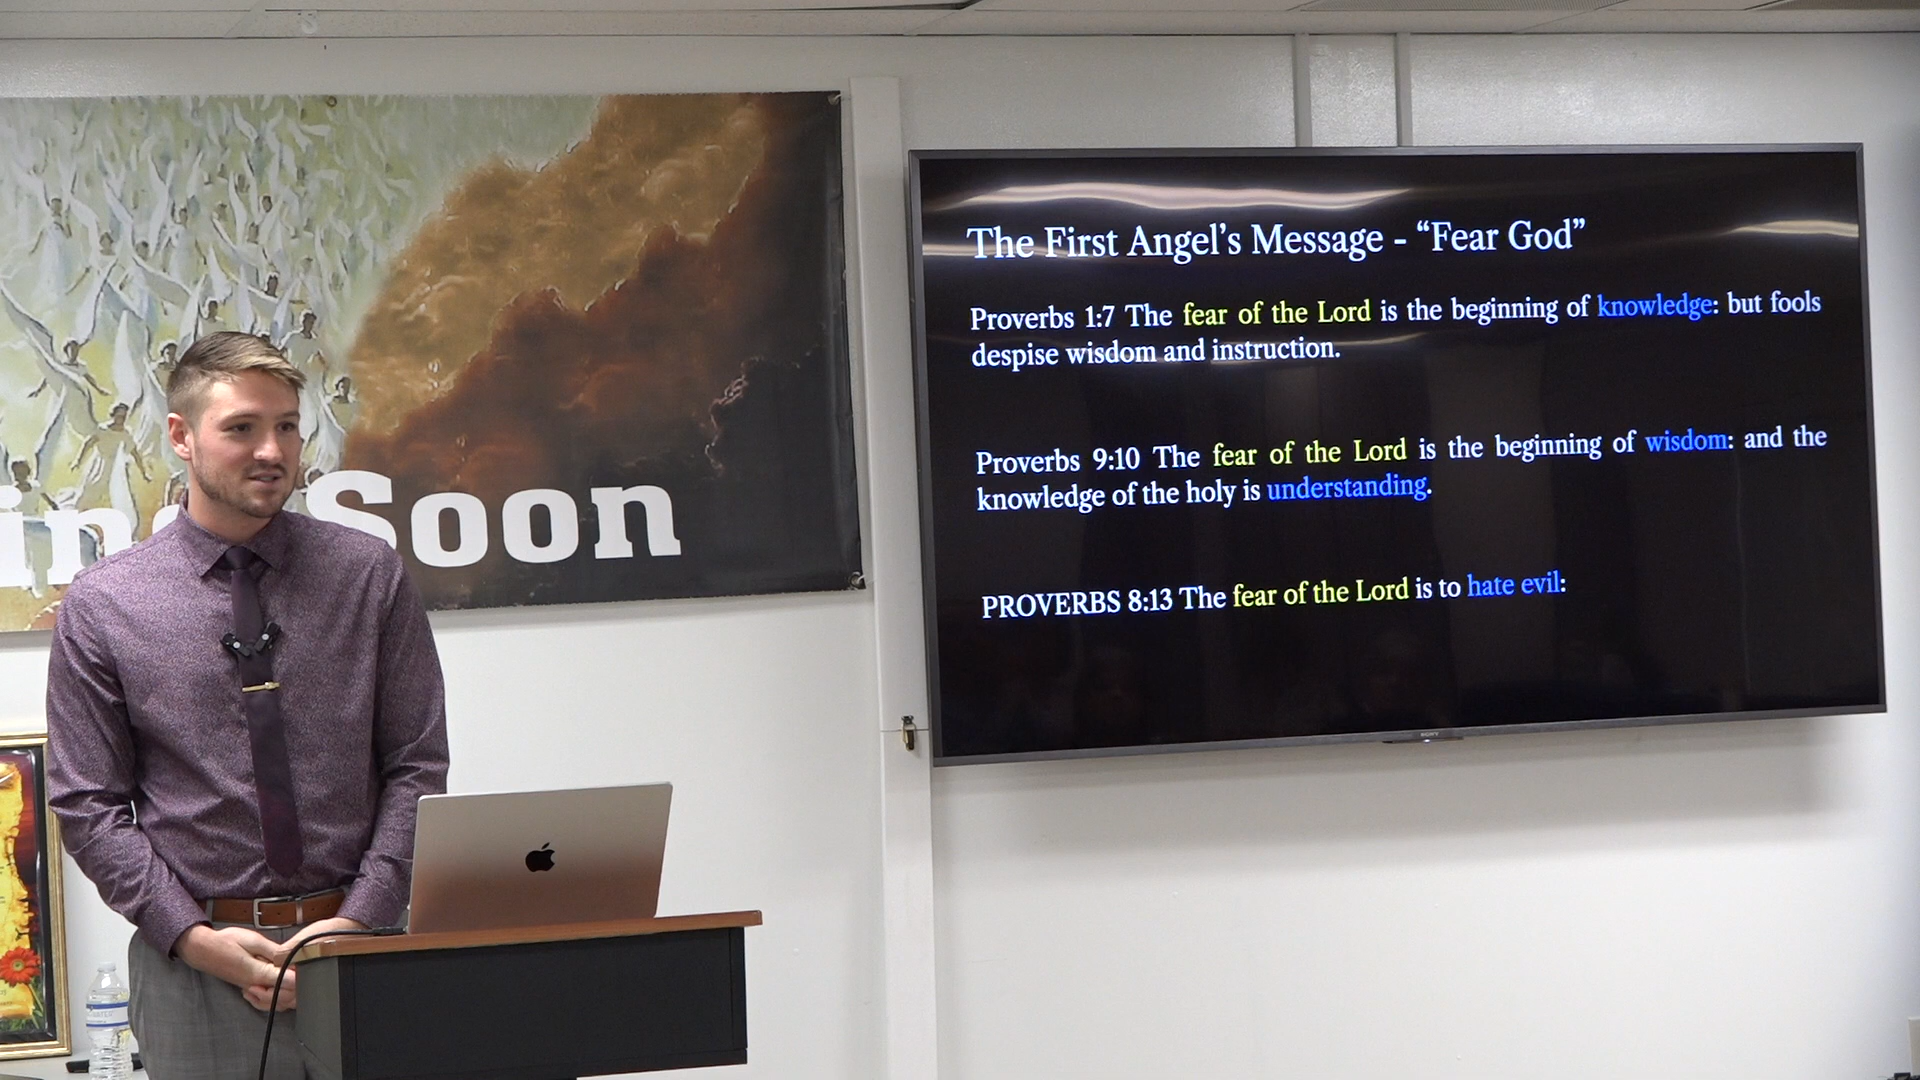 Soon
The First Angel's Message - “Fear God”
Proverbs 1:7 The fear of the Lord is the beginning of knowledge: but fools
despise wisdom and instruction.
Proverbs 9:10 The fear of the Lord is the beginning of wisdom: and the
knowledge of the holy is understanding.
PROVERBS 8:13 The fear of the Lord is to hate evil:
SONY